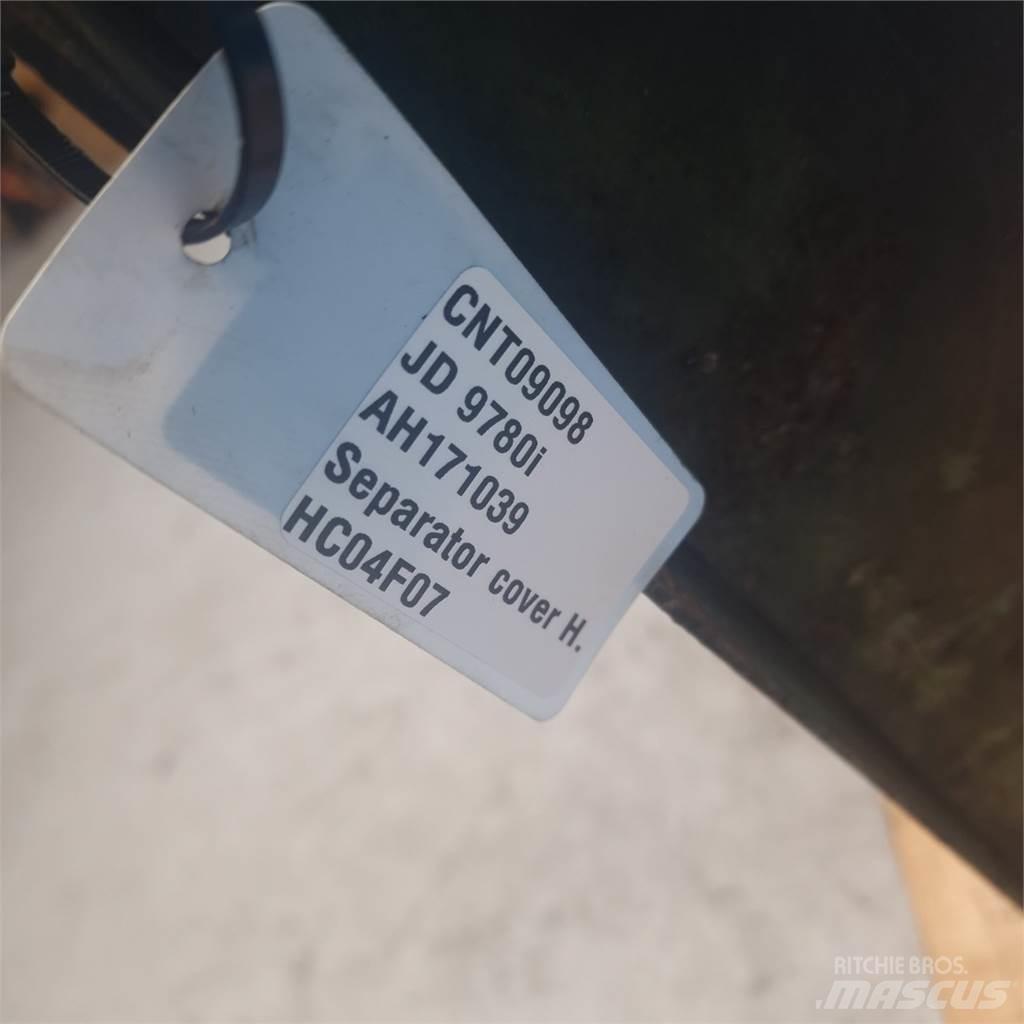 CNT09098
JD 9780i
AH171039
Separator cover H.
HC04F07
RITCHIE BROS.
MASCUS